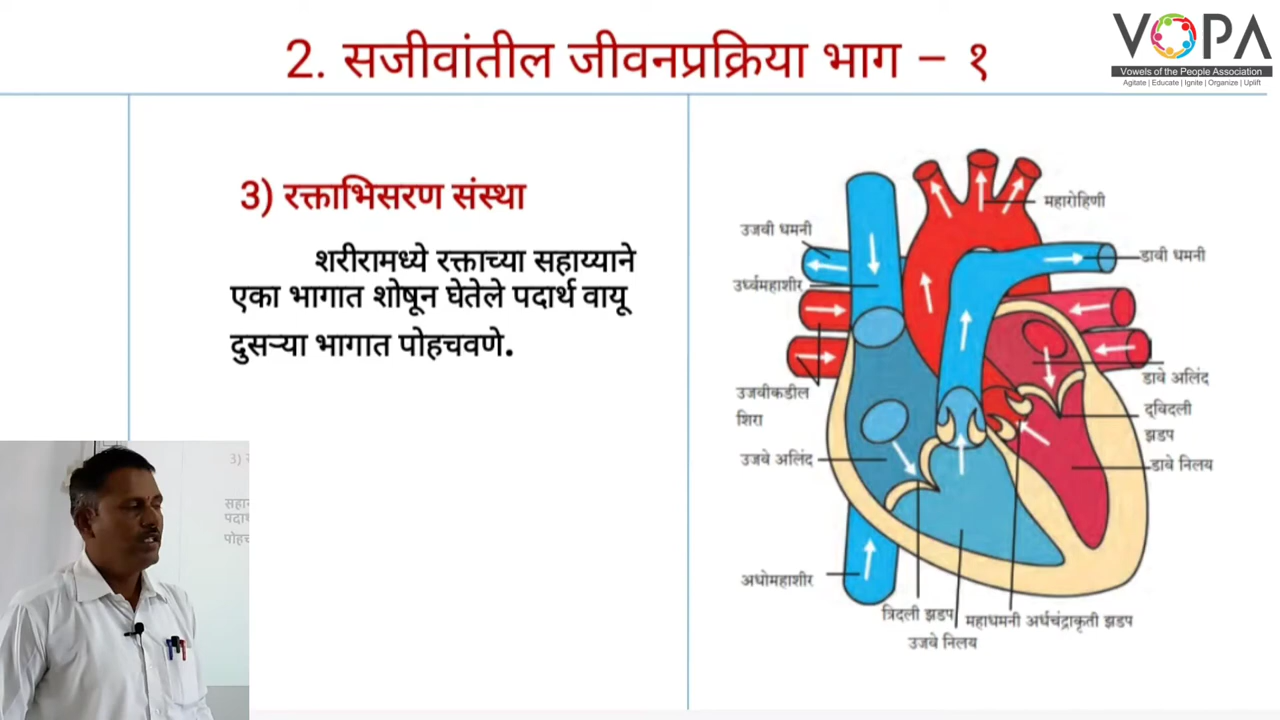 2. सजीवांतील जीवनप्रक्रिया भाग – १
VOPA
Vowels of the People Association
Agitate | Educate | Ignite | Organize | Uplift
3) रक्ताभिसरण संस्था
शरीरामध्ये रक्ताच्या सहाय्याने
एका भागात शोषून घेतेले पदार्थ वायू
दुसऱ्या भागात पोहचवणे.
महारोहिणी
उजवी धमनी
डावी धमनी
उर्ध्वमहाशीर
डावे अलिंद
उजवीकडील
शिरा
द्विदली
झडप
उजवे अलिंद
डावे निलय
अधोमहाशीर
त्रिदली झडप
महाधमनी अर्धचंद्राकृती झडप
उजवे निलय
3)
पदार्थ